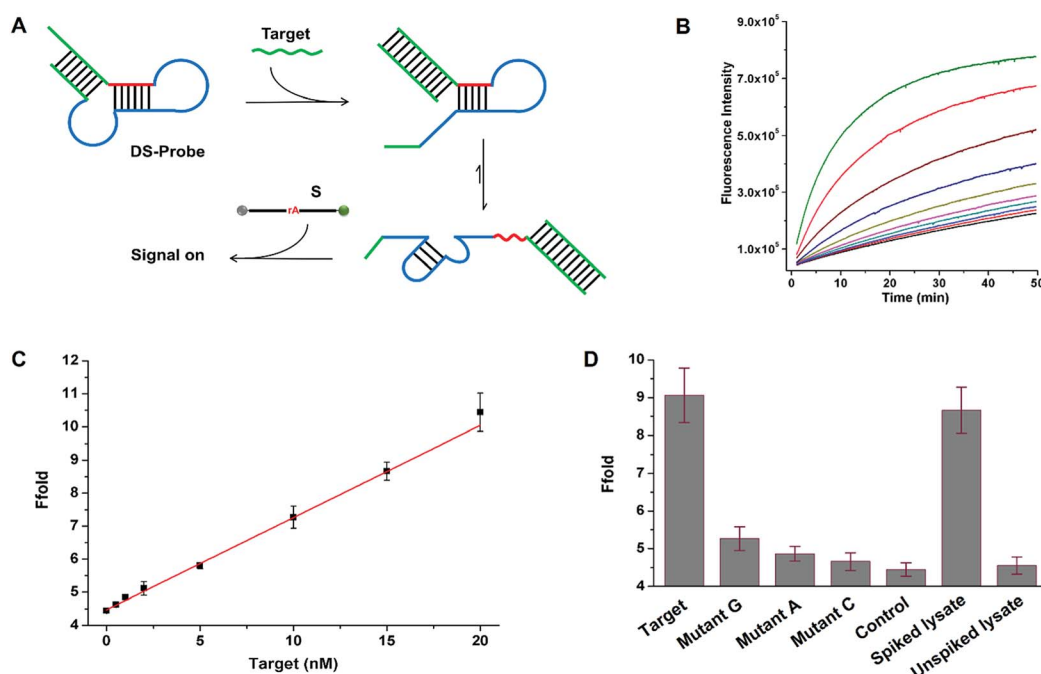 A
Target
DS-Probe
S
rA
Signal on
B
Fluorescence Intensity
9.0x10⁵
7.0x10⁵
5.0x10⁵
3.0x10⁵
1.0x10⁵
0 10 20 30 40 50
Time (min)
C
Ffold
12
11
10
9
8
7
6
5
4
0 5 10 15 20
Target (nM)
D
Ffold
10
9
8
7
6
5
4
Target
Mutant G
Mutant A
Mutant C
Control
Spiked lysate
Unspiked lysate